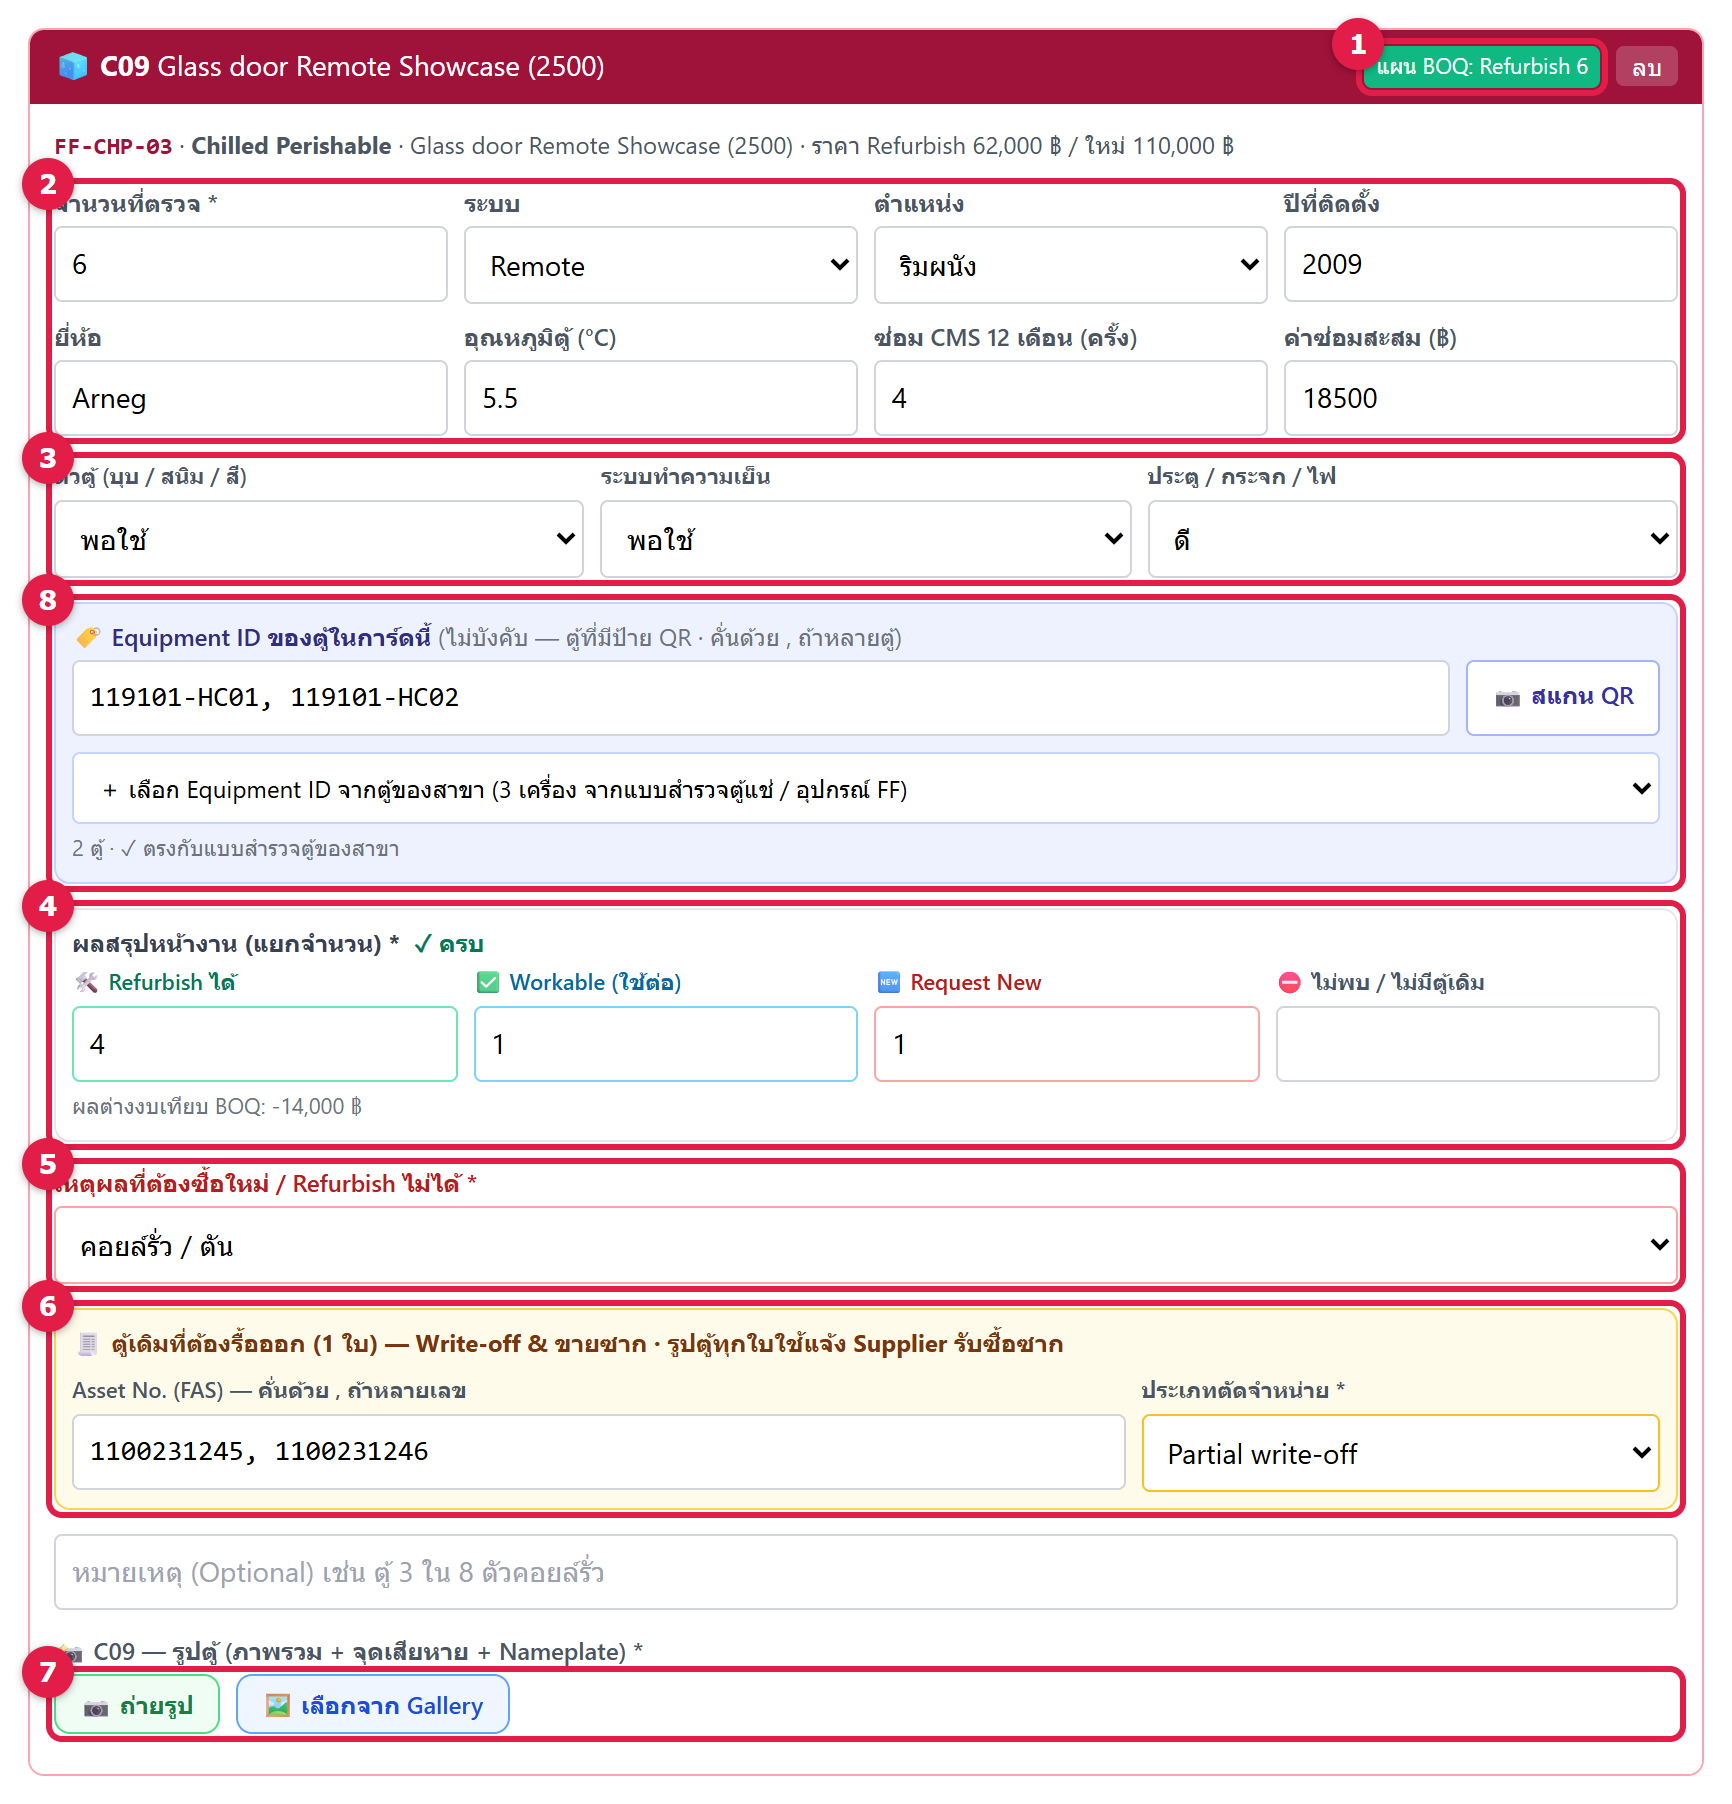 C09 Glass door Remote Showcase (2500)
1
แผน BOQ: Refurbish 6
ลบ
FF-CHP-03 · Chilled Perishable · Glass door Remote Showcase (2500) · ราคา Refurbish 62,000 ฿ / ใหม่ 110,000 ฿
2
จำนวนที่ตรวจ * ระบบ ตำแหน่ง ปีที่ติดตั้ง
6 Remote ริมผนัง 2009
ยี่ห้อ อุณหภูมิตู้ (°C) ซ่อม CMS 12 เดือน (ครั้ง) ค่าซ่อมสะสม (฿)
Arneg 5.5 4 18500
3
ตัวตู้ (บุบ / สนิม / สี) ระบบทำความเย็น ประตู / กระจก / ไฟ
พอใช้ พอใช้ ดี
8
Equipment ID ของตู้ในการ์ดนี้ (ไม่บังคับ — ตู้ที่มีป้าย QR · คั่นด้วย , ถ้าหลายตู้)
119101-HC01, 119101-HC02 สแกน QR
+ เลือก Equipment ID จากตู้ของสาขา (3 เครื่อง จากแบบสำรวจตู้แช่ / อุปกรณ์ FF)
2 ตู้ · ✓ ตรงกับแบบสำรวจตู้ของสาขา
4
ผลสรุปหน้างาน (แยกจำนวน) * ✓ ครบ
Refurbish ได้ Workable (ใช้ต่อ) NEW Request New ไม่พบ / ไม่มีตู้เดิม
4 1 1
ผลต่างงบเทียบ BOQ: -14,000 ฿
5
เหตุผลที่ต้องซื้อใหม่ / Refurbish ไม่ได้ *
คอยล์รั่ว / ตัน
6
ตู้เดิมที่ต้องรื้อออก (1 ใบ) — Write-off & ขายซาก · รูปตู้ทุกใบใช้แจ้ง Supplier รับซื้อซาก
Asset No. (FAS) — คั่นด้วย , ถ้าหลายเลข ประเภทตัดจำหน่าย *
1100231245, 1100231246 Partial write-off
หมายเหตุ (Optional) เช่น ตู้ 3 ใน 8 ตัวคอยล์รั่ว
C09 — รูปตู้ (ภาพรวม + จุดเสียหาย + Nameplate) *
7
ถ่ายรูป เลือกจาก Gallery